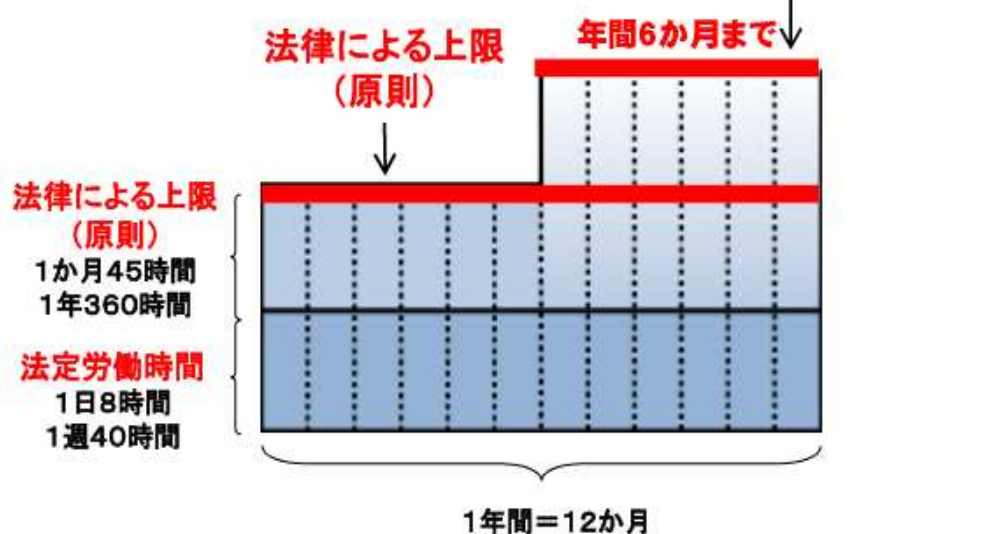 年間6か月まで
法律による上限
（原則）
法律による上限
（原則）
1か月45時間
1年360時間
法定労働時間
1日8時間
1週40時間
1年間＝12か月